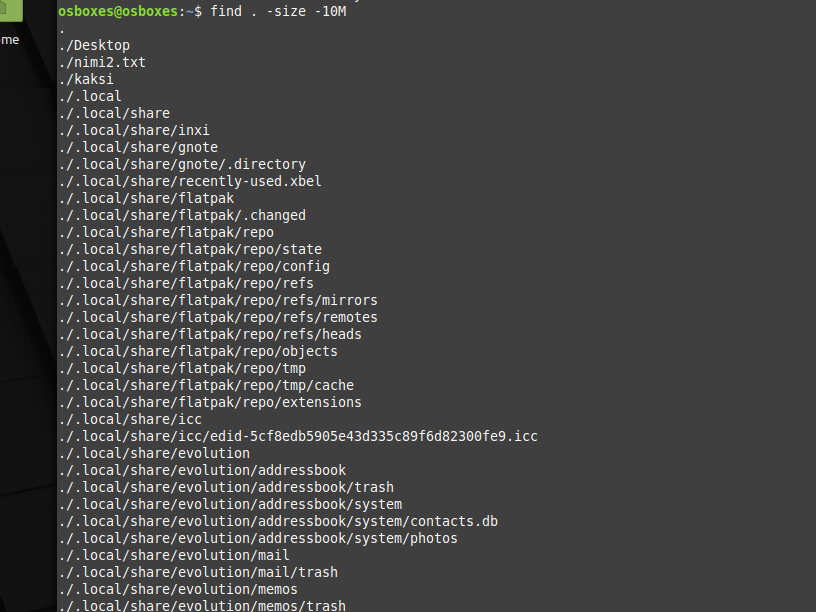 osboxes@osboxes:~$ find . -size -10M
.
./Desktop
./nimi2.txt
./kaksi
./.local
./.local/share
./.local/share/inxi
./.local/share/gnote
./.local/share/gnote/.directory
./.local/share/recently-used.xbel
./.local/share/flatpak
./.local/share/flatpak/.changed
./.local/share/flatpak/repo
./.local/share/flatpak/repo/state
./.local/share/flatpak/repo/config
./.local/share/flatpak/repo/refs
./.local/share/flatpak/repo/refs/mirrors
./.local/share/flatpak/repo/refs/remotes
./.local/share/flatpak/repo/refs/heads
./.local/share/flatpak/repo/objects
./.local/share/flatpak/repo/tmp
./.local/share/flatpak/repo/tmp/cache
./.local/share/flatpak/repo/extensions
./.local/share/icc
./.local/share/icc/edid-5cf8edb5905e43d335c89f6d82300fe9.icc
./.local/share/evolution
./.local/share/evolution/addressbook
./.local/share/evolution/addressbook/trash
./.local/share/evolution/addressbook/system
./.local/share/evolution/addressbook/system/contacts.db
./.local/share/evolution/addressbook/system/photos
./.local/share/evolution/mail
./.local/share/evolution/mail/trash
./.local/share/evolution/memos
./.local/share/evolution/memos/trash
me